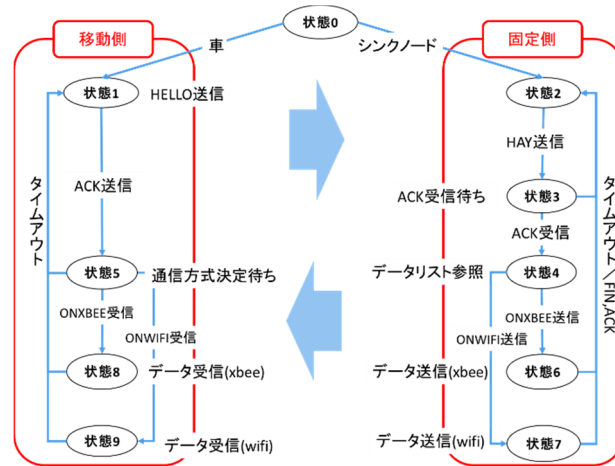 状態0
移動側
固定側
車
シンクノード
状態1
HELLO送信
状態2
HAY送信
ACK送信
ACK受信待ち
状態3
ACK受信
タイムアウト
タイムアウト/FIN,ACK
状態5
通信方式決定待ち
データリスト参照
状態4
ONXBEE受信
ONWIFI受信
ONXBEE送信
ONWIFI送信
状態8
データ受信(xbee)
データ送信(xbee)
状態6
状態9
データ受信(wifi)
データ送信(wifi)
状態7